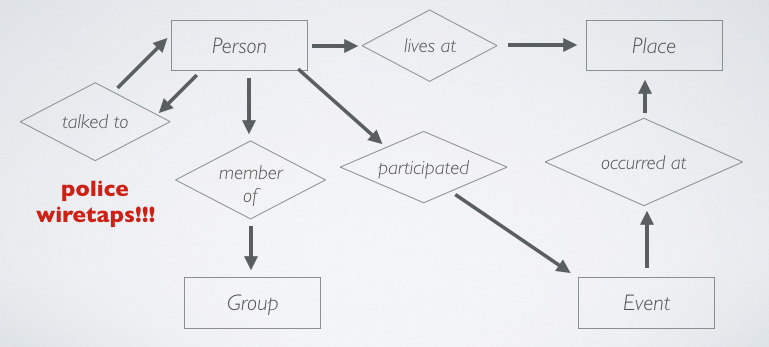 Person
lives at
Place
talked to
member
of
participated
occurred at
police
wiretaps!!!
Group
Event